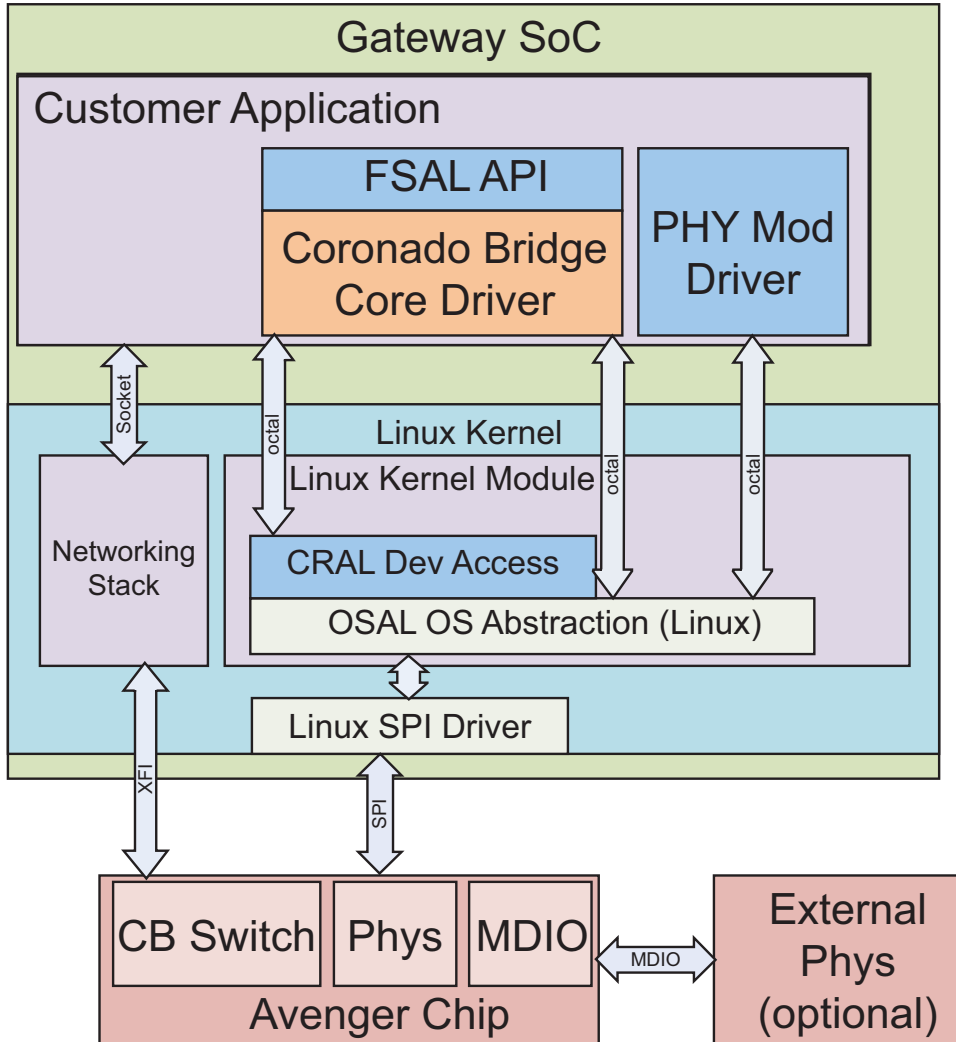 Gateway SoC
Customer Application
FSAL API
Coronado Bridge
Core Driver
PHY Mod
Driver
Socket
octal
octal
octal
Linux Kernel
Linux Kernel Module
Networking
Stack
CRAL Dev Access
OSAL OS Abstraction (Linux)
Linux SPI Driver
XFI
SPI
CB Switch
Phys
MDIO
Avenger Chip
MDIO
External
Phys
(optional)